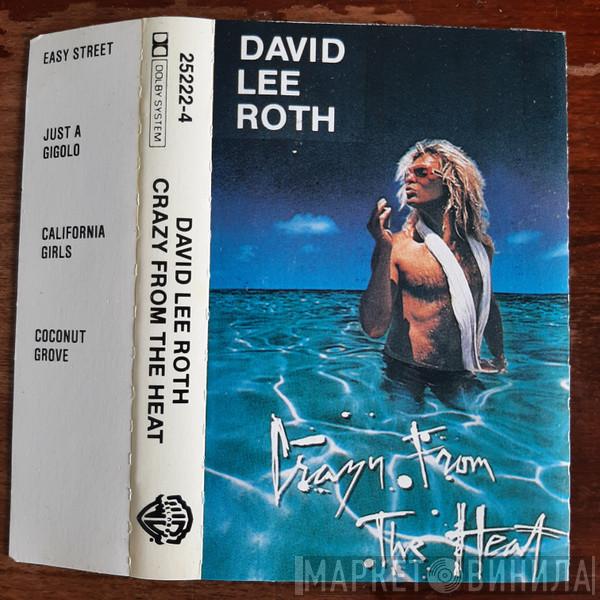 EASY STREET
JUST A
GIGOLO
CALIFORNIA
GIRLS
COCONUT
GROVE
DOLBY SYSTEM
25222-4
DAVID LEE ROTH
CRAZY FROM THE HEAT
DAVID
LEE
ROTH
Crazy From
The Heat
МАРКЕТ ВИНИЛА